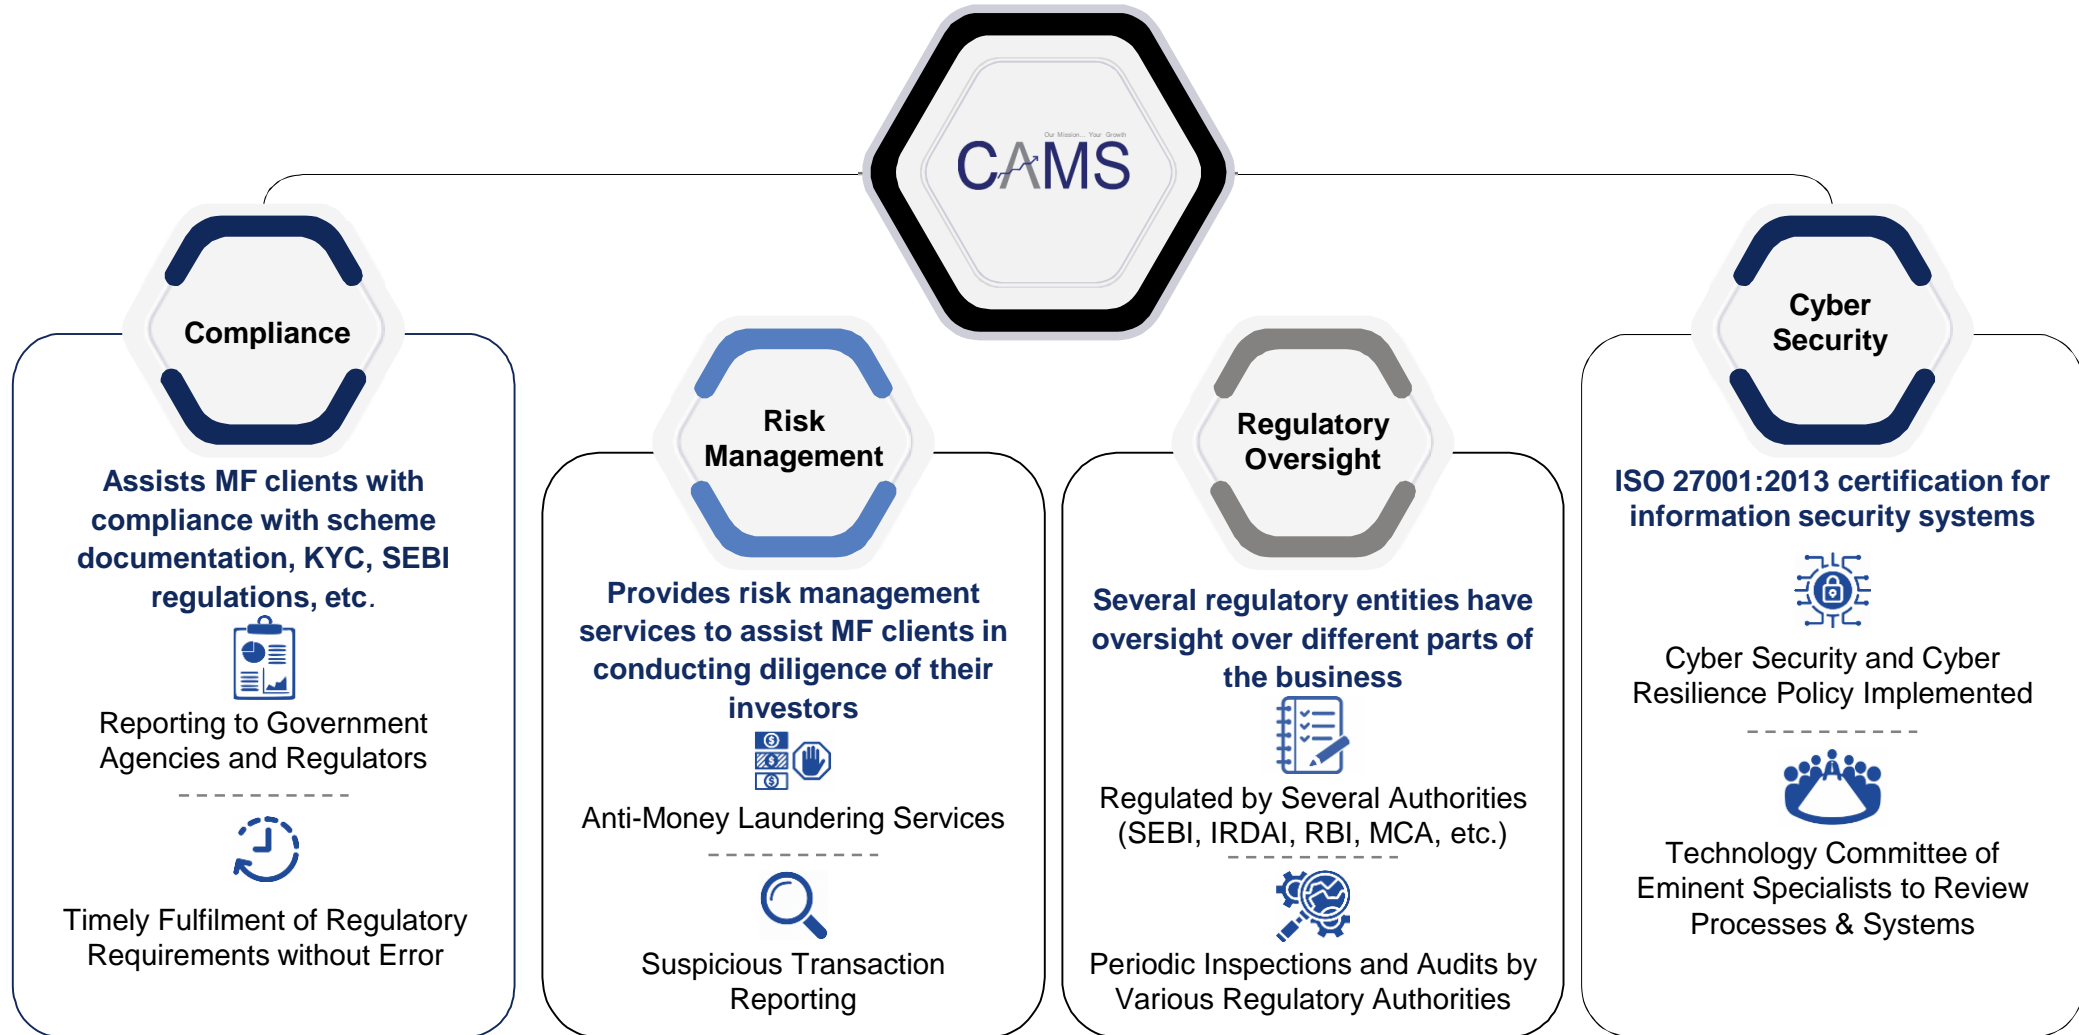 Our Mission... Your Growth
CAMS
Compliance
Assists MF clients with
compliance with scheme
documentation, KYC, SEBI
regulations, etc.
Reporting to Government
Agencies and Regulators
Timely Fulfilment of Regulatory
Requirements without Error
Risk
Management
Provides risk management
services to assist MF clients in
conducting diligence of their
investors
Anti-Money Laundering Services
Suspicious Transaction
Reporting
Regulatory
Oversight
Several regulatory entities have
oversight over different parts of
the business
Regulated by Several Authorities
(SEBI, IRDAI, RBI, MCA, etc.)
Periodic Inspections and Audits by
Various Regulatory Authorities
Cyber
Security
ISO 27001:2013 certification for
information security systems
Cyber Security and Cyber
Resilience Policy Implemented
Technology Committee of
Eminent Specialists to Review
Processes & Systems